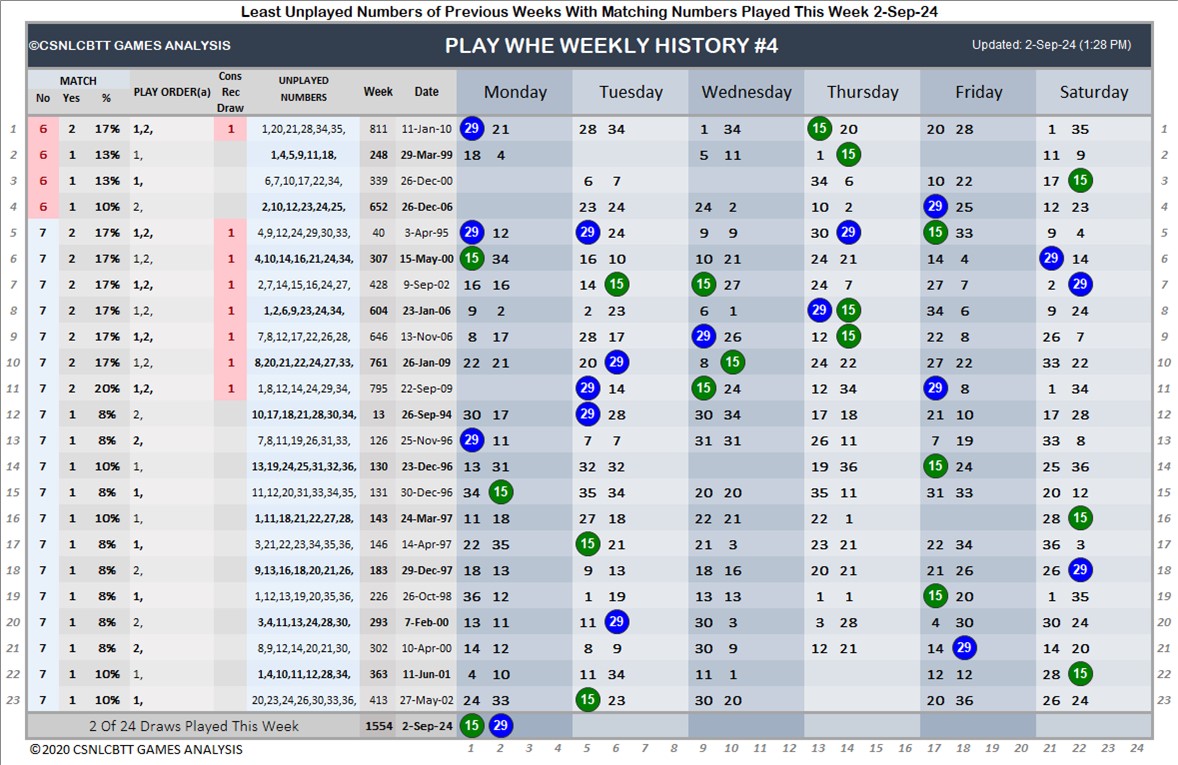 Least Unplayed Numbers of Previous Weeks With Matching Numbers Played This Week 2-Sep-24
©CSNLCBTT GAMES ANALYSIS PLAY WHE WEEKLY HISTORY #4 Updated: 2-Sep-24 (1:28 PM)
MATCH PLAY ORDER(a) Cons Rec Draw UNPLAYED NUMBERS Week Date Monday Tuesday Wednesday Thursday Friday Saturday
No Yes %
1 6 2 17% 1,2, 1 1,20,21,28,34,35, 811 11-Jan-10 29 21 28 34 1 34 15 20 20 28 1 35 1
2 6 1 13% 1, 1,4,5,9,11,18, 248 29-Mar-99 18 4 5 11 1 15 11 9 2
3 6 1 13% 1, 6,7,10,17,22,34, 339 26-Dec-00 6 7 34 6 10 22 17 15 3
4 6 1 10% 2, 2,10,12,23,24,25, 652 26-Dec-06 23 24 24 2 10 2 29 25 12 23 4
5 7 2 17% 1,2, 1 4,9,12,24,29,30,33, 40 3-Apr-95 29 12 29 24 9 9 30 29 15 33 9 4 5
6 7 2 17% 1,2, 1 4,10,14,16,21,24,34, 307 15-May-00 15 34 16 10 10 21 24 21 14 4 29 14 6
7 7 2 17% 1,2, 1 2,7,14,15,16,24,27, 428 9-Sep-02 16 16 14 15 15 27 24 7 27 7 2 29 7
8 7 2 17% 1,2, 1 1,2,6,9,23,24,34, 604 23-Jan-06 9 2 2 23 6 1 29 15 34 6 9 24 8
9 7 2 17% 1,2, 1 7,8,12,17,22,26,28, 646 13-Nov-06 8 17 28 17 29 26 12 15 22 8 26 7 9
10 7 2 17% 1,2, 1 8,20,21,22,24,27,33, 761 26-Jan-09 22 21 20 29 8 15 24 22 27 22 33 22 10
11 7 2 20% 1,2, 1 1,8,12,14,24,29,34, 795 22-Sep-09 29 14 15 24 12 34 29 8 1 34 11
12 7 1 8% 2, 10,17,18,21,28,30,34, 13 26-Sep-94 30 17 29 28 30 34 17 18 21 10 17 28 12
13 7 1 8% 2, 7,8,11,19,26,31,33, 126 25-Nov-96 29 11 7 7 31 31 26 11 7 19 33 8 13
14 7 1 10% 1, 13,19,24,25,31,32,36, 130 23-Dec-96 13 31 32 32 19 36 15 24 25 36 14
15 7 1 8% 1, 11,12,20,31,33,34,35, 131 30-Dec-96 34 15 35 34 20 20 35 11 31 33 20 12 15
16 7 1 10% 1, 1,11,18,21,22,27,28, 143 24-Mar-97 11 18 27 18 22 21 22 1 28 15 16
17 7 1 8% 1, 3,21,22,23,34,35,36, 146 14-Apr-97 22 35 15 21 21 3 23 21 22 34 36 3 17
18 7 1 8% 2, 9,13,16,18,20,21,26, 183 29-Dec-97 18 13 9 13 18 16 20 21 21 26 26 29 18
19 7 1 8% 1, 1,12,13,19,20,35,36, 226 26-Oct-98 36 12 1 19 13 13 1 1 15 20 1 35 19
20 7 1 8% 2, 3,4,11,13,24,28,30, 293 7-Feb-00 13 11 11 29 30 3 3 28 4 30 30 24 20
21 7 1 8% 2, 8,9,12,14,20,21,30, 302 10-Apr-00 14 12 8 9 30 9 12 21 14 29 14 20 21
22 7 1 10% 1, 1,4,10,11,12,28,34, 363 11-Jun-01 4 10 11 34 11 1 12 12 28 15 22
23 7 1 10% 1, 20,23,24,26,30,33,36, 413 27-May-02 24 33 15 23 30 20 20 36 26 24 23
2 Of 24 Draws Played This Week 1554 2-Sep-24 15 29
© 2020 CSNLCBTT GAMES ANALYSIS 1 2 3 4 5 6 7 8 9 10 11 12 13 14 15 16 17 18 19 20 21 22 23 24